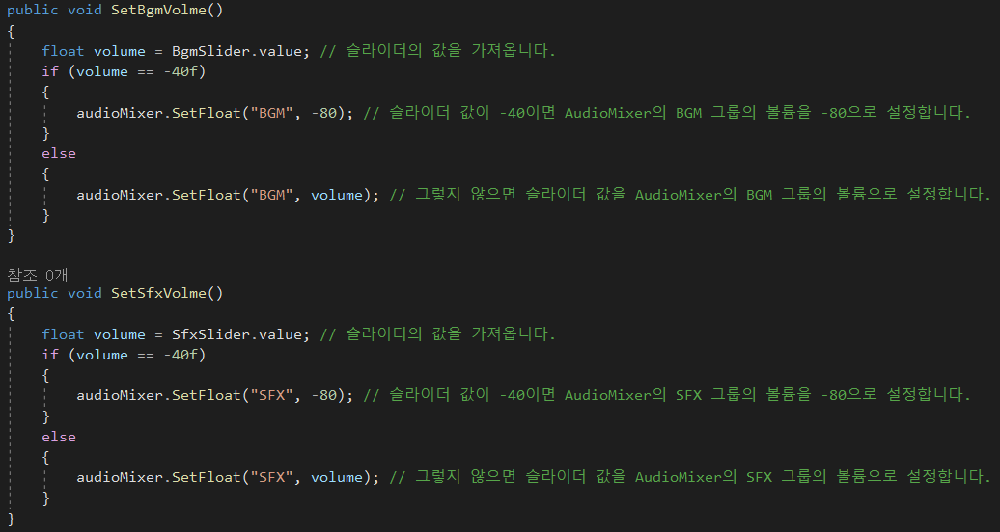 public void SetBgmVolme()
{
    float volume = BgmSlider.value; // 슬라이더의 값을 가져옵니다.
    if (volume == -40f)
    {
        audioMixer.SetFloat("BGM", -80); // 슬라이더 값이 -40이면 AudioMixer의 BGM 그룹의 볼륨을 -80으로 설정합니다.
    }
    else
    {
        audioMixer.SetFloat("BGM", volume); // 그렇지 않으면 슬라이더 값을 AudioMixer의 BGM 그룹의 볼륨으로 설정합니다.
    }
}
참조 0개
public void SetSfxVolme()
{
    float volume = SfxSlider.value; // 슬라이더의 값을 가져옵니다.
    if (volume == -40f)
    {
        audioMixer.SetFloat("SFX", -80); // 슬라이더 값이 -40이면 AudioMixer의 SFX 그룹의 볼륨을 -80으로 설정합니다.
    }
    else
    {
        audioMixer.SetFloat("SFX", volume); // 그렇지 않으면 슬라이더 값을 AudioMixer의 SFX 그룹의 볼륨으로 설정합니다.
    }
}